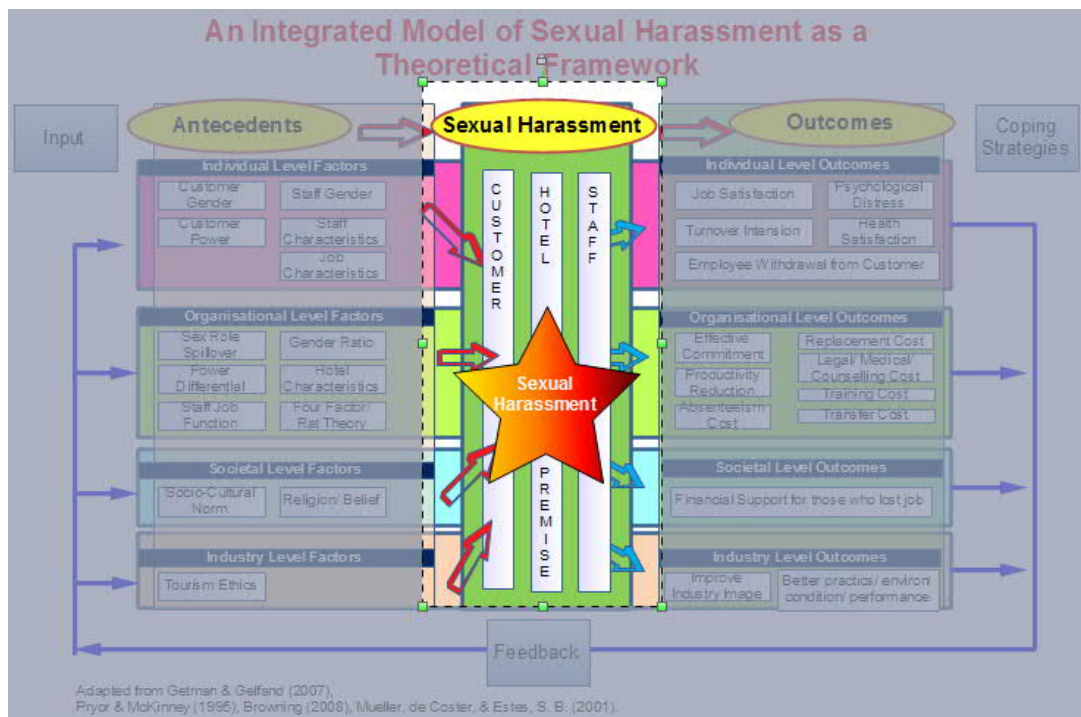 An Integrated Model of Sexual Harassment as a
Theoretical Framework
Input
Antecedents
Sexual Harassment
Outcomes
Coping
Strategies
Individual Level Factors
Customer
Gender
Staff Gender
Customer
Power
Staff
Characteristics
Job
Characteristics
Organisational Level Factors
Sex Role
Spillover
Gender Ratio
Power
Differential
Hotel
Characteristics
Staff Job
Function
Four Factor/
Rat Theory
Societal Level Factors
Socio-Cultural
Norm
Religion/ Belief
Industry Level Factors
Tourism Ethics
CUSTOMER
HOTEL
PREMISE
STAFF
Sexual
Harassment
Individual Level Outcomes
Job Satisfaction
Psychological
Distress
Turnover Intension
Health
Satisfaction
Employee Withdrawal from Customer
Organisational Level Outcomes
Effective
Commitment
Replacement Cost
Productivity
Reduction
Legal/ Medical/
Counselling Cost
Training Cost
Absenteeism
Cost
Transfer Cost
Societal Level Outcomes
Financial Support for those who lost job
Industry Level Outcomes
Improve
Industry Image
Better practics/ environ/
condition/ performance.
Feedback
Adapted from Getman & Gelfand (2007),
Pryor & McKinney (1995), Browning (2008), Mueller, de Coster, & Estes, S. B. (2001).